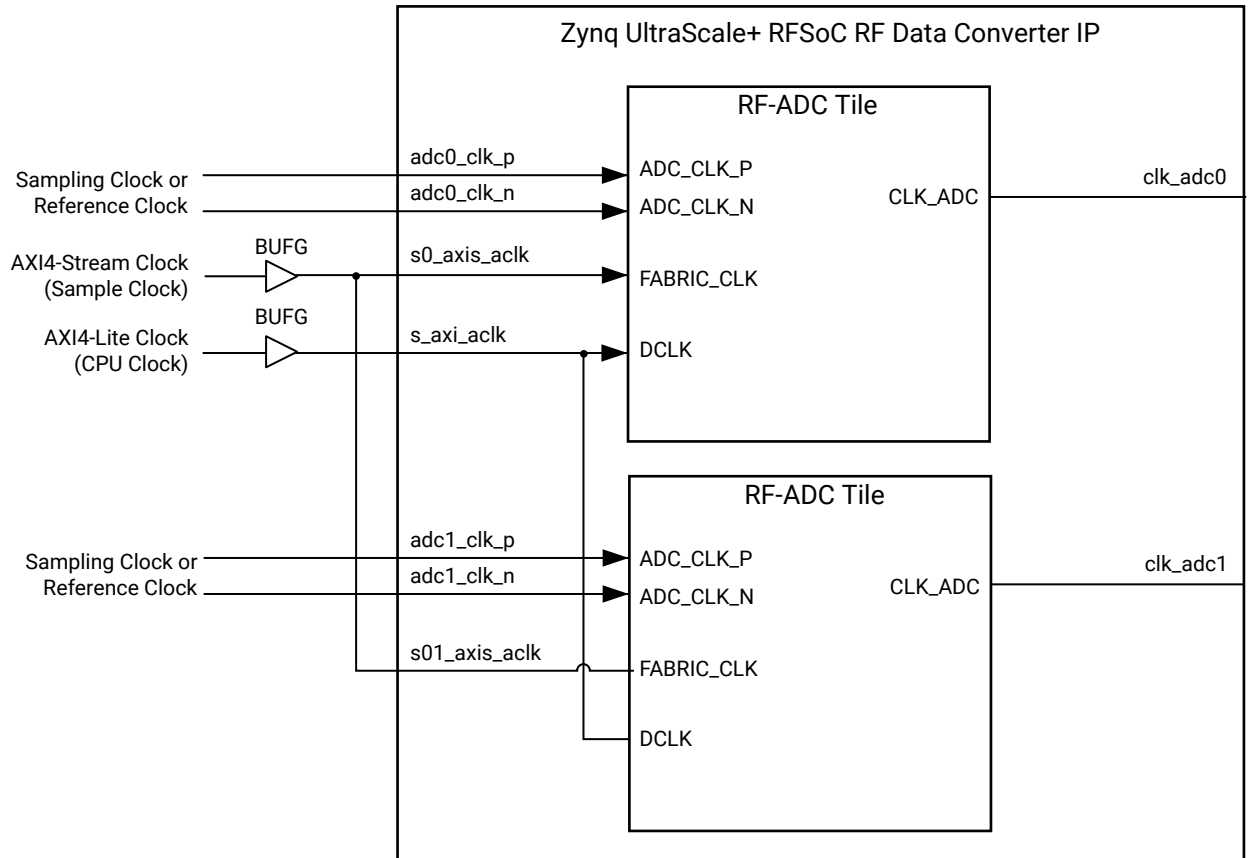 Zynq UltraScale+ RFSoC RF Data Converter IP
RF-ADC Tile
Sampling Clock or
Reference Clock
adc0_clk_p
adc0_clk_n
ADC_CLK_P
ADC_CLK_N
CLK_ADC
clk_adc0
AXI4-Stream Clock
(Sample Clock)
BUFG
s0_axis_aclk
FABRIC_CLK
AXI4-Lite Clock
(CPU Clock)
BUFG
s_axi_aclk
DCLK
RF-ADC Tile
Sampling Clock or
Reference Clock
adc1_clk_p
adc1_clk_n
ADC_CLK_P
ADC_CLK_N
CLK_ADC
clk_adc1
s01_axis_aclk
FABRIC_CLK
DCLK